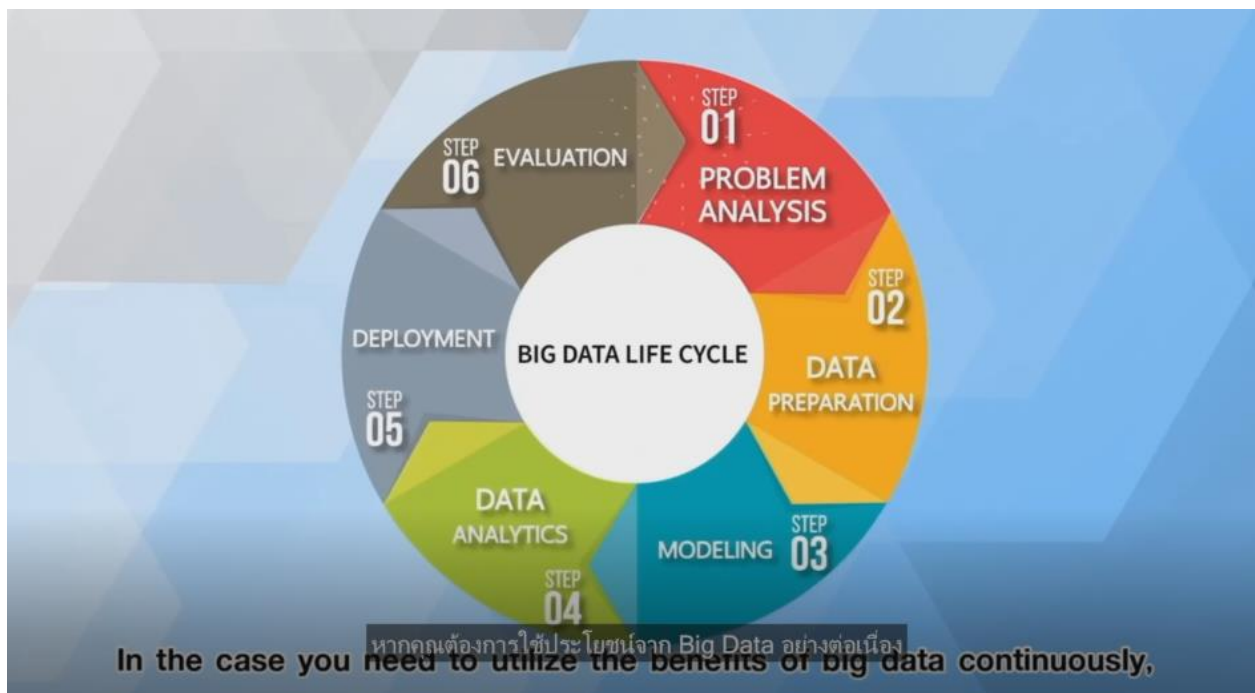 STEP
01
PROBLEM
ANALYSIS
STEP
02
DATA
PREPARATION
STEP
03
MODELING
STEP
04
DATA
ANALYTICS
STEP
05
DEPLOYMENT
STEP
06
EVALUATION
BIG DATA LIFE CYCLE
หากคุณต้องการใช้ประโยชน์จาก Big Data อย่างต่อเนื่อง
In the case you need to utilize the benefits of big data continuously,